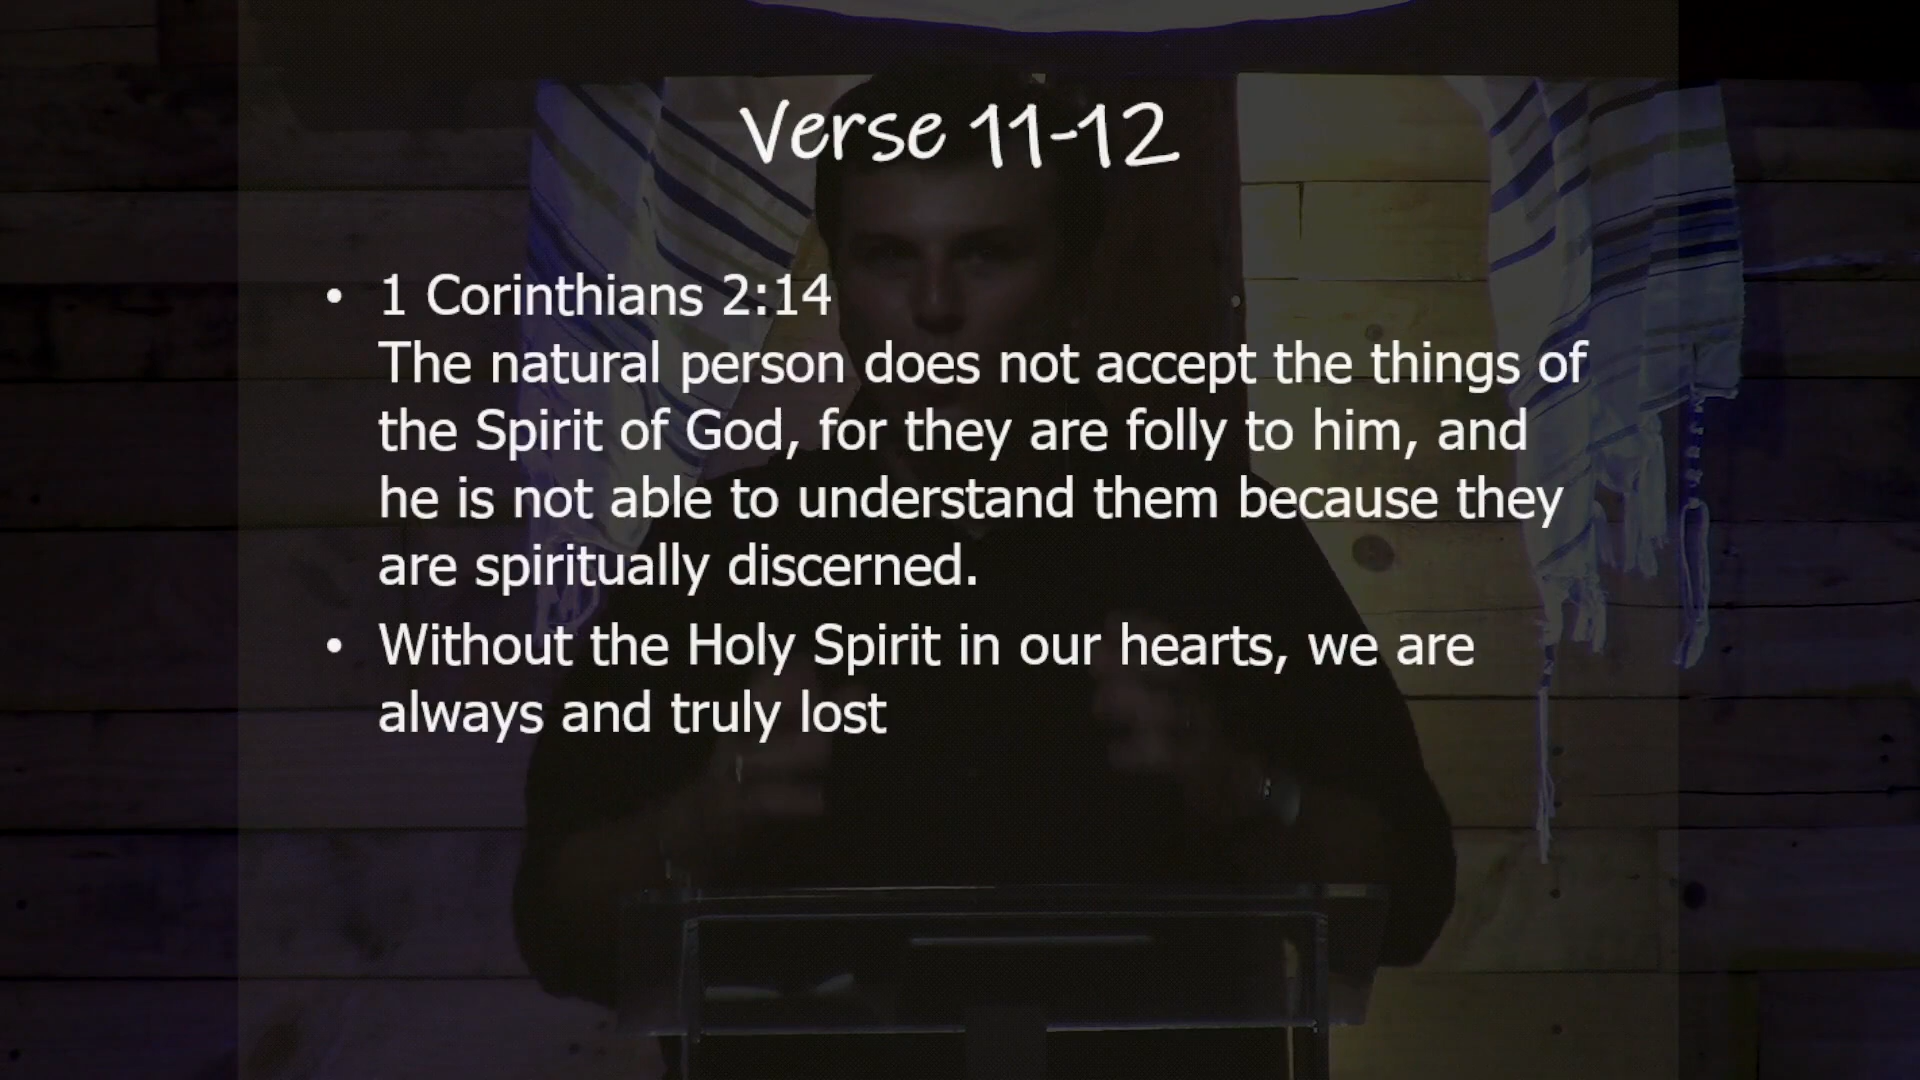 Verse 11-12
• 1 Corinthians 2:14
The natural person does not accept the things of
the Spirit of God, for they are folly to him, and
he is not able to understand them because they
are spiritually discerned.
• Without the Holy Spirit in our hearts, we are
always and truly lost